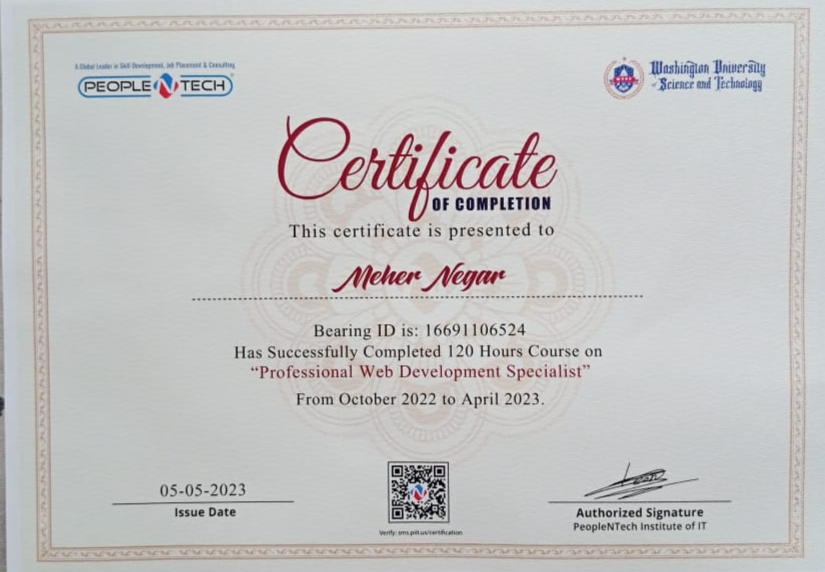 A Global Leader in Skill Development, Job Placement & Consulting
PEOPLE N TECH
Washington University
of Science and Technology
Certificate
OF COMPLETION
This certificate is presented to
Meher Negar
Bearing ID is: 16691106524
Has Successfully Completed 120 Hours Course on
“Professional Web Development Specialist”
From October 2022 to April 2023.
05-05-2023
Issue Date
Verify: sms.piit.us/certification
Authorized Signature
PeopleNTech Institute of IT